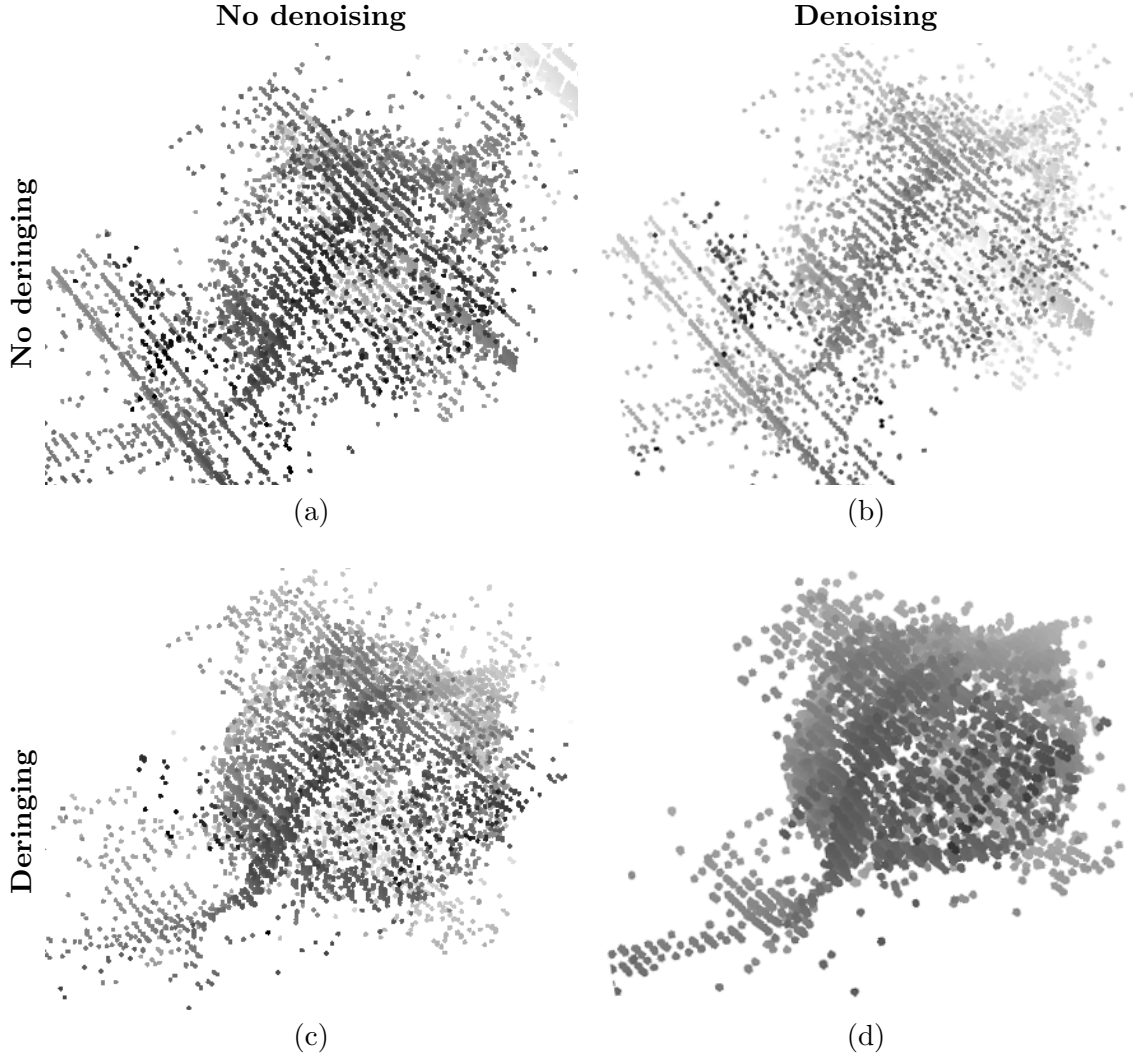 No denoising
Denoising
No deringing
(a)
(b)
Deringing
(c)
(d)